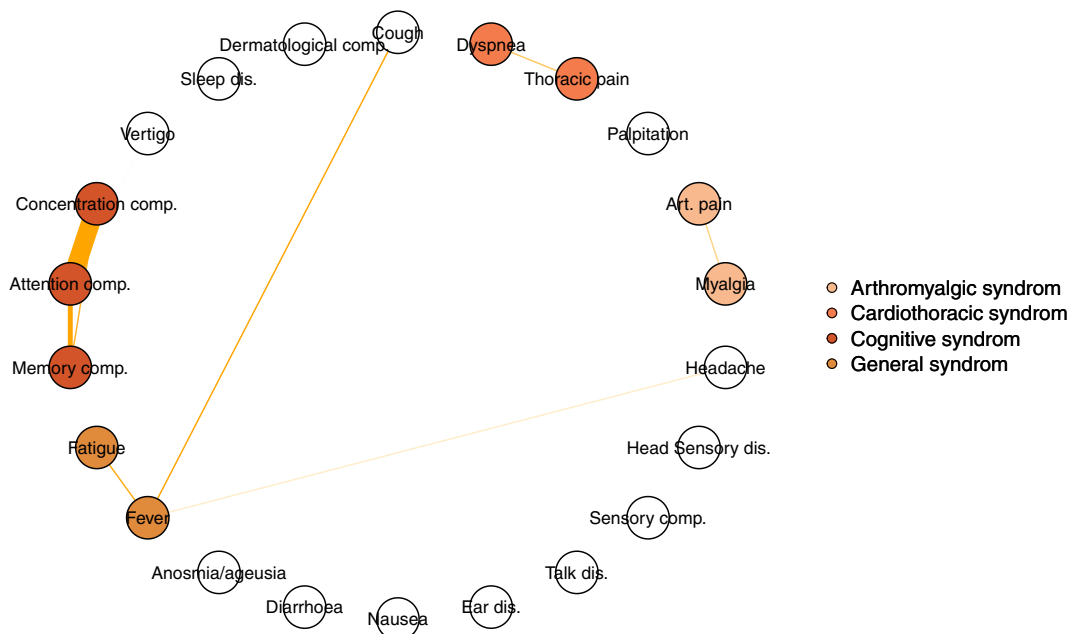 Cough
Dermatological comp.
Dyspnea
Sleep dis.
Thoracic pain
Vertigo
Palpitation
Concentration comp.
Art. pain
Attention comp.
Myalgia
Arthromyalgic syndrom
Cardiothoracic syndrom
Cognitive syndrom
General syndrom
Memory comp.
Headache
Fatigue
Head Sensory dis.
Fever
Sensory comp.
Anosmia/ageusia
Talk dis.
Diarrhoea
Ear dis.
Nausea